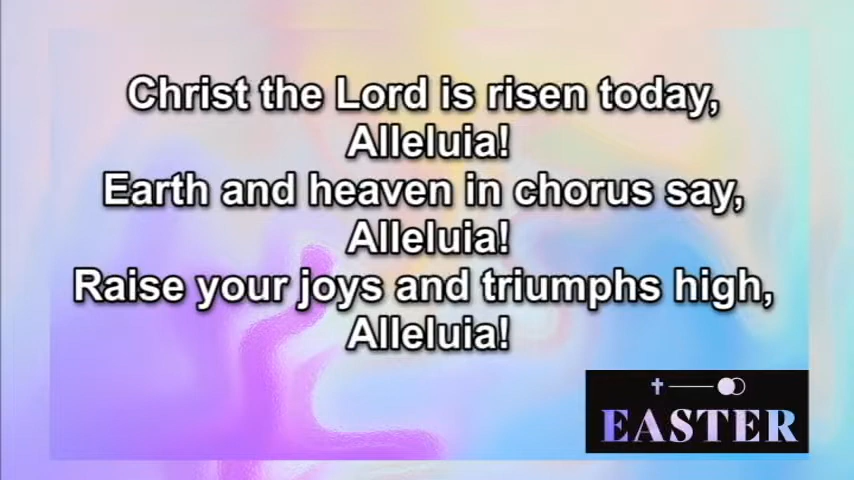 Christ the Lord is risen today,
Alleluia!
Earth and heaven in chorus say,
Alleluia!
Raise your joys and triumphs high,
Alleluia!
EASTER